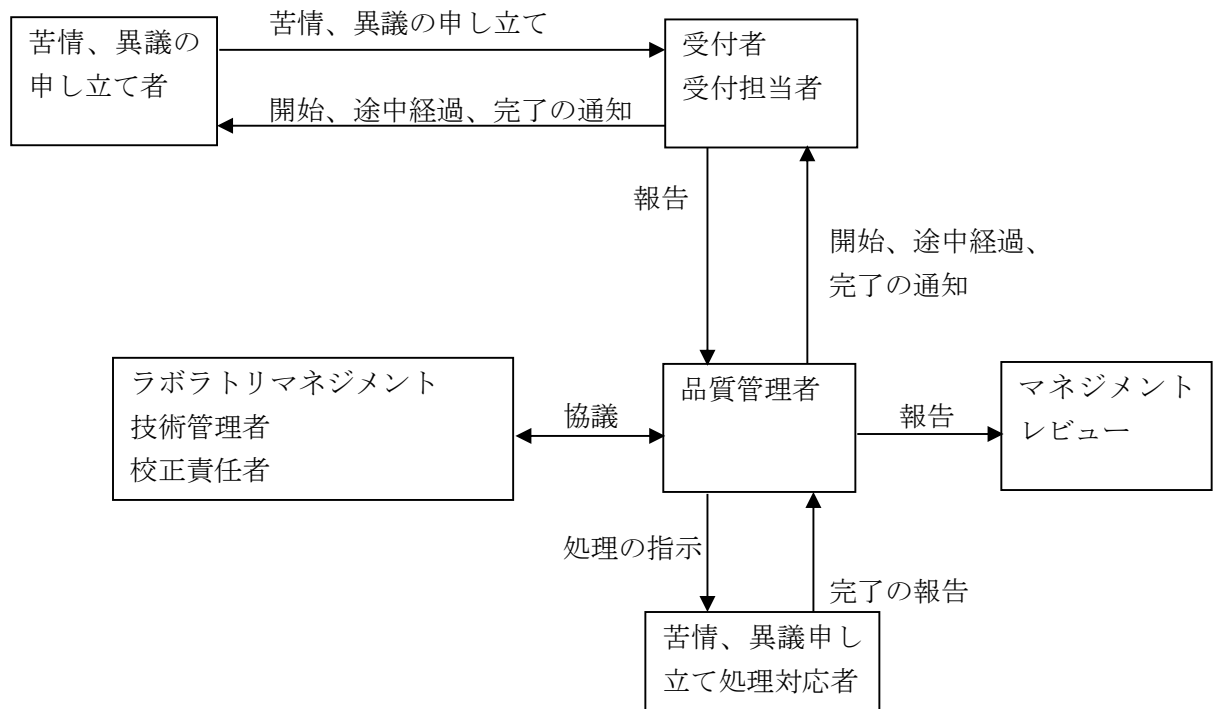 苦情、異議の申し立て
苦情、異議の
申し立て者
受付者
受付担当者
開始、途中経過、完了の通知
報告
開始、途中経過、
完了の通知
ラボラトリマネジメント
技術管理者
校正責任者
協議
品質管理者
報告
マネジメント
レビュー
処理の指示
完了の報告
苦情、異議申し
立て処理対応者